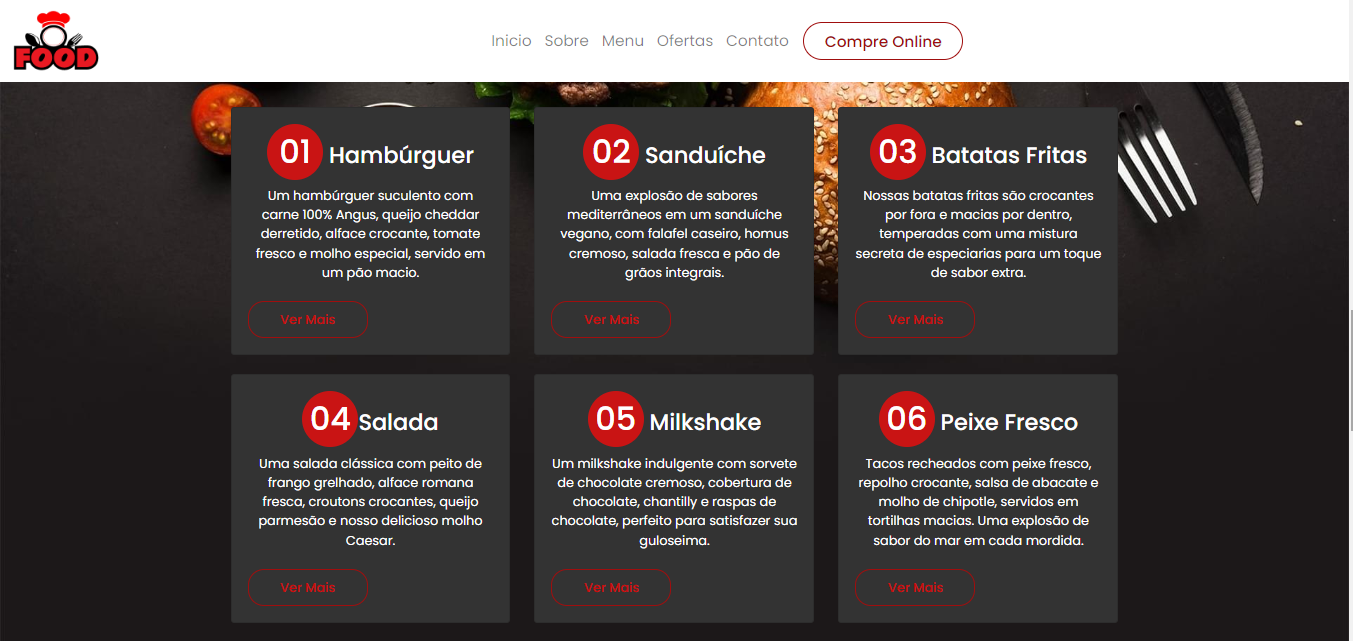 FOOD
Inicio Sobre Menu Ofertas Contato Compre Online
01 Hambúrguer
Um hambúrguer suculento com
carne 100% Angus, queijo cheddar
derretido, alface crocante, tomate
fresco e molho especial, servido em
um pão macio.
Ver Mais
02 Sanduíche
Uma explosão de sabores
mediterrâneos em um sanduíche
vegano, com falafel caseiro, homus
cremoso, salada fresca e pão de
grãos integrais.
Ver Mais
03 Batatas Fritas
Nossas batatas fritas são crocantes
por fora e macias por dentro,
temperadas com uma mistura
secreta de especiarias para um toque
de sabor extra.
Ver Mais
04 Salada
Uma salada clássica com peito de
frango grelhado, alface romana
fresca, croutons crocantes, queijo
parmesão e nosso delicioso molho
Caesar.
Ver Mais
05 Milkshake
Um milkshake indulgente com sorvete
de chocolate cremoso, cobertura de
chocolate, chantilly e raspas de
chocolate, perfeito para satisfazer sua
guloseima.
Ver Mais
06 Peixe Fresco
Tacos recheados com peixe fresco,
repolho crocante, salsa de abacate e
molho de chipotle, servidos em
tortilhas macias. Uma explosão de
sabor do mar em cada mordida.
Ver Mais